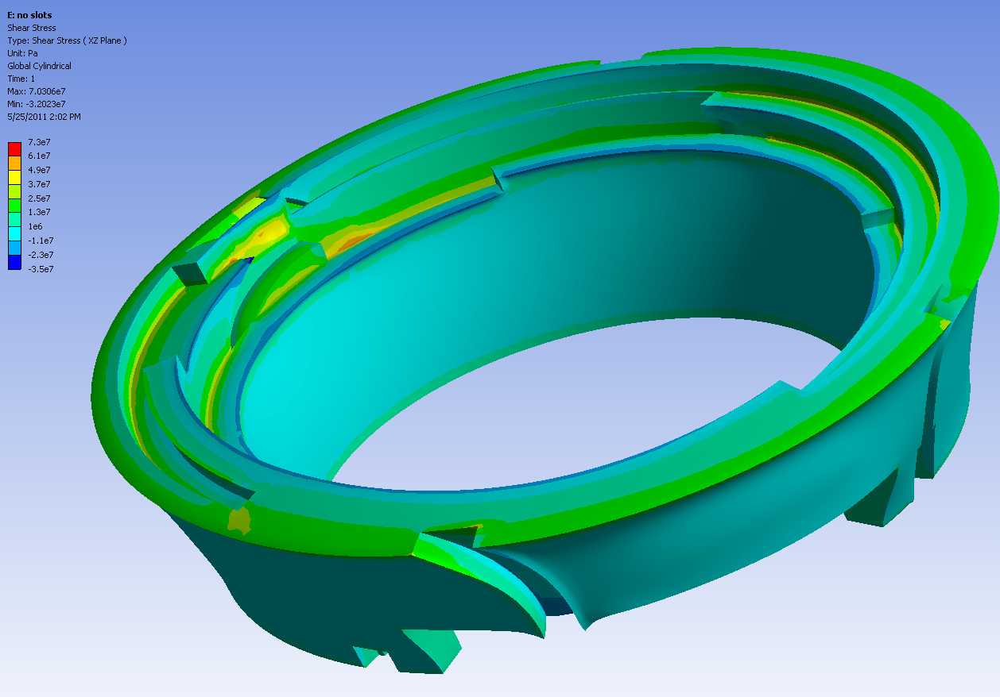 E: no slots
Shear Stress
Type: Shear Stress ( XZ Plane )
Unit: Pa
Global Cylindrical
Time: 1
Max: 7.0306e7
Min: -3.2023e7
5/25/2011 2:02 PM
7.3e7
6.1e7
4.9e7
3.7e7
2.5e7
1.3e7
1e6
-1.1e7
-2.3e7
-3.5e7